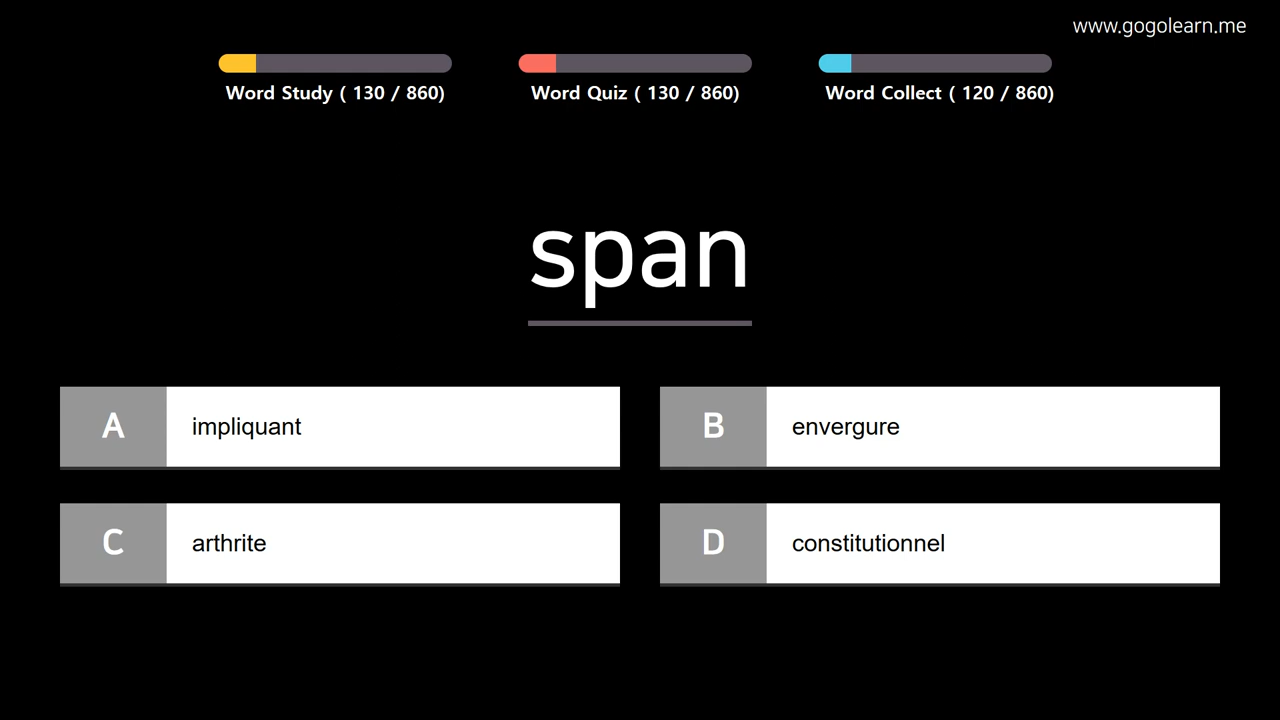 www.gogolearn.me
Word Study ( 130 / 860)
Word Quiz ( 130 / 860)
Word Collect ( 120 / 860)
span
A impliquant
B envergure
C arthrite
D constitutionnel